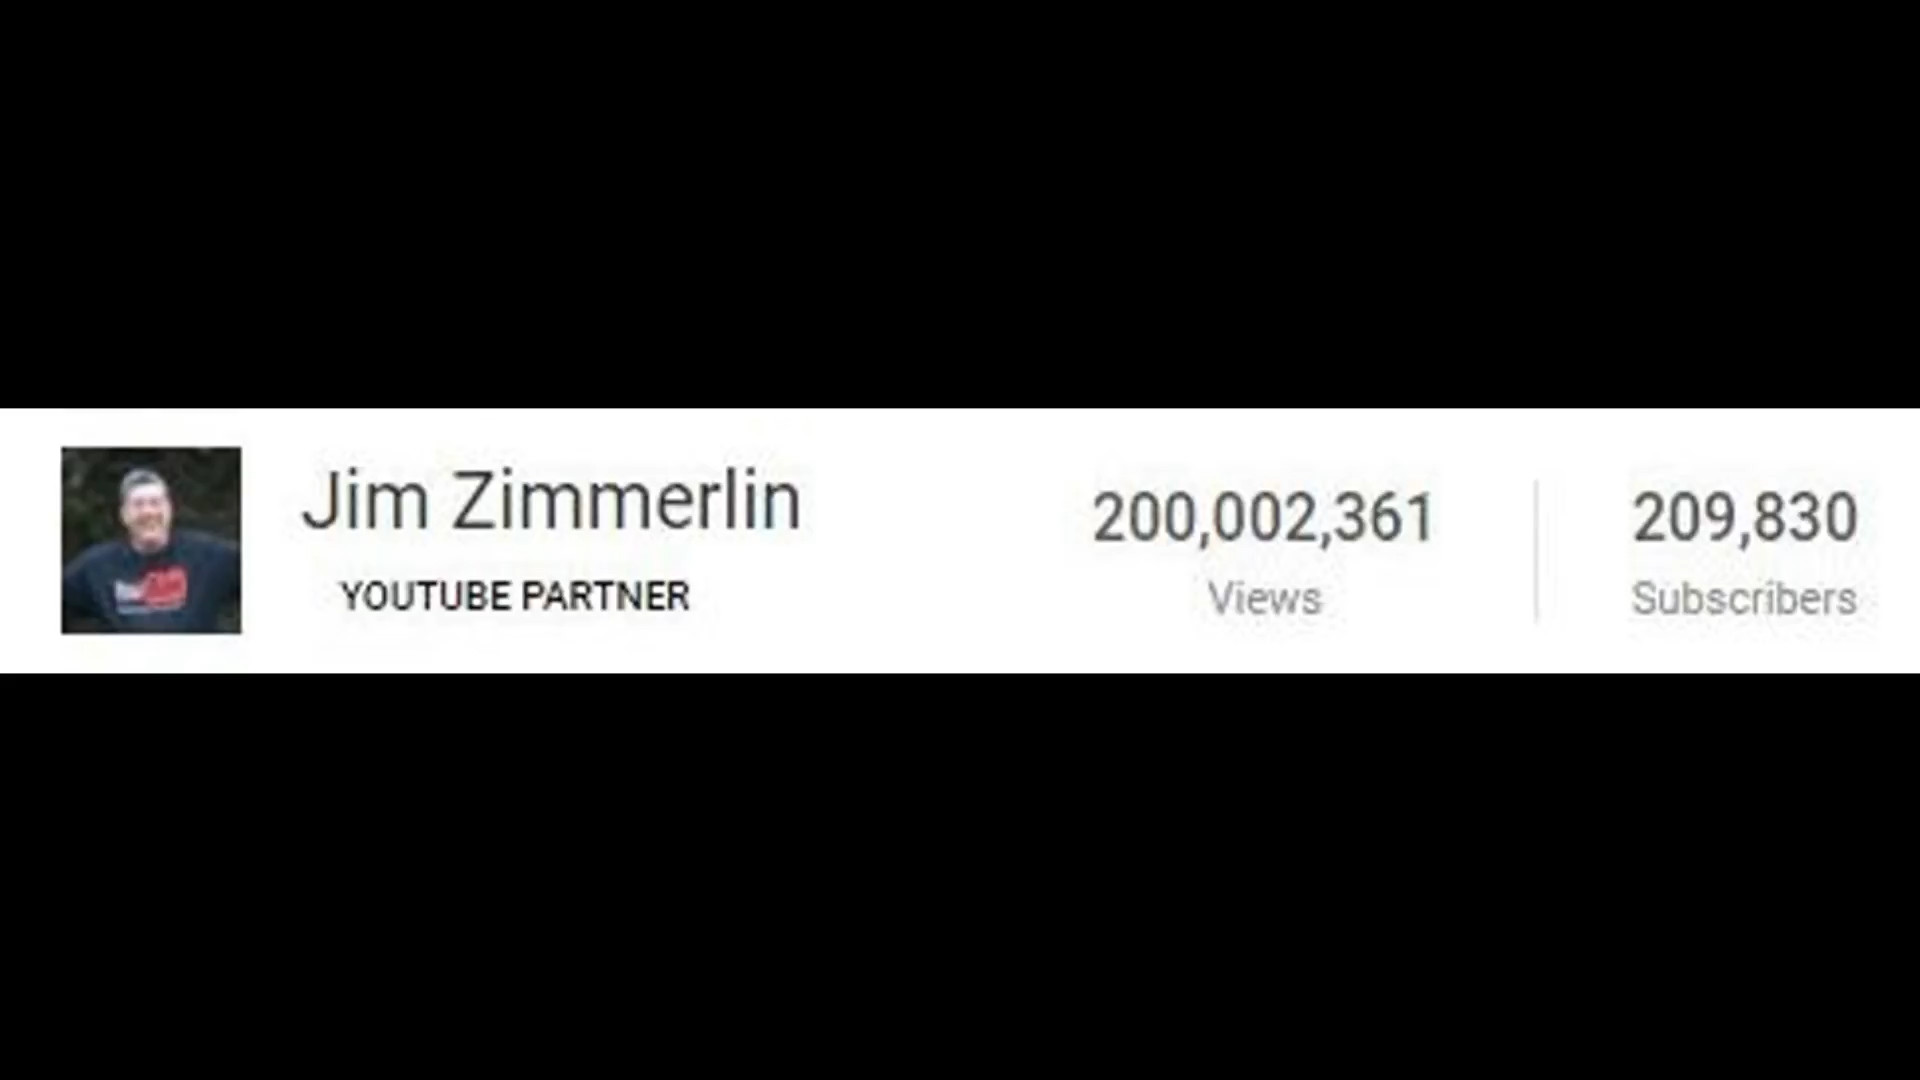 Jim Zimmerlin
YOUTUBE PARTNER
200,002,361
Views
209,830
Subscribers